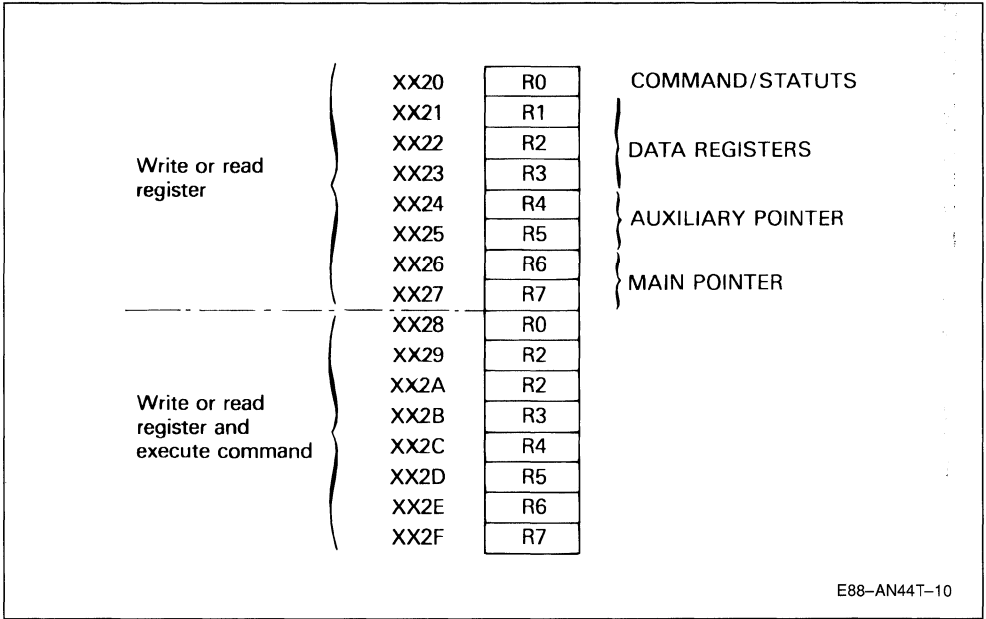 XX20 R0 COMMAND/STATUTS
XX21 R1
XX22 R2 DATA REGISTERS
Write or read
register
XX23 R3
XX24 R4 AUXILIARY POINTER
XX25 R5
XX26 R6 MAIN POINTER
XX27 R7
XX28 R0
XX29 R2
XX2A R2
Write or read
register and
execute command
XX2B R3
XX2C R4
XX2D R5
XX2E R6
XX2F R7
E88-AN44T-10